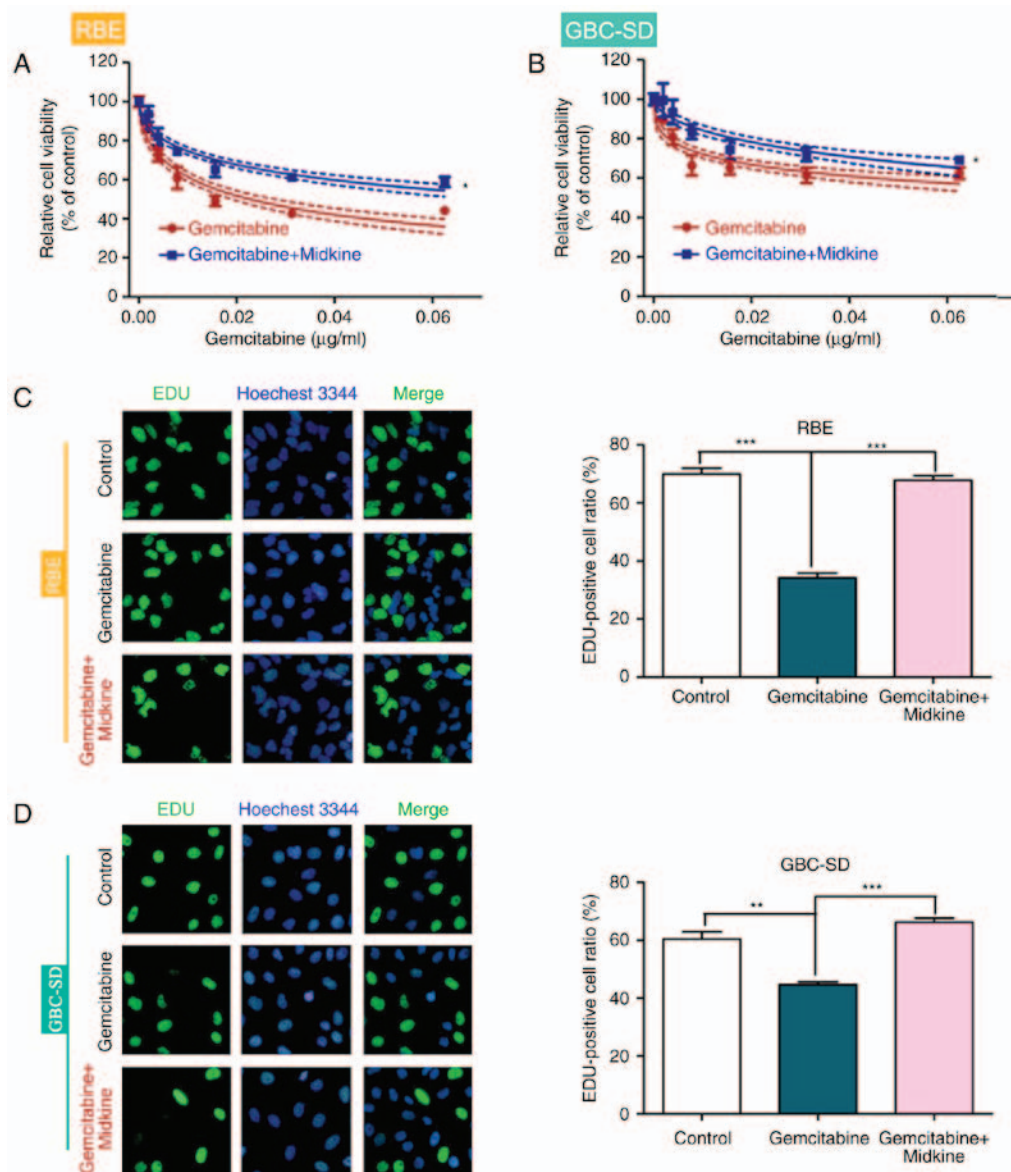 RBE
GBC-SD
A
B
Relative cell viability
(% of control)
120
100
80
60
40
20
0
Gemcitabine
Gemcitabine+Midkine
0.00
0.02
0.04
0.06
Gemcitabine (μg/ml)
Relative cell viability
(% of control)
120
100
80
60
40
20
0
*
*
Gemcitabine
Gemcitabine+Midkine
0.00
0.02
0.04
0.06
Gemcitabine (μg/ml)
C
EDU
Hoechest 3344
Merge
RBE
Control
Gemcitabine
Gemcitabine+
Midkine
RBE
EDU-positive cell ratio (%)
80
60
40
20
0
***
***
Control
Gemcitabine
Gemcitabine+
Midkine
D
EDU
Hoechest 3344
Merge
GBC-SD
Control
Gemcitabine
Gemcitabine+
Midkine
GBC-SD
EDU-positive cell ratio (%)
80
60
40
20
0
**
***
Control
Gemcitabine
Gemcitabine+
Midkine